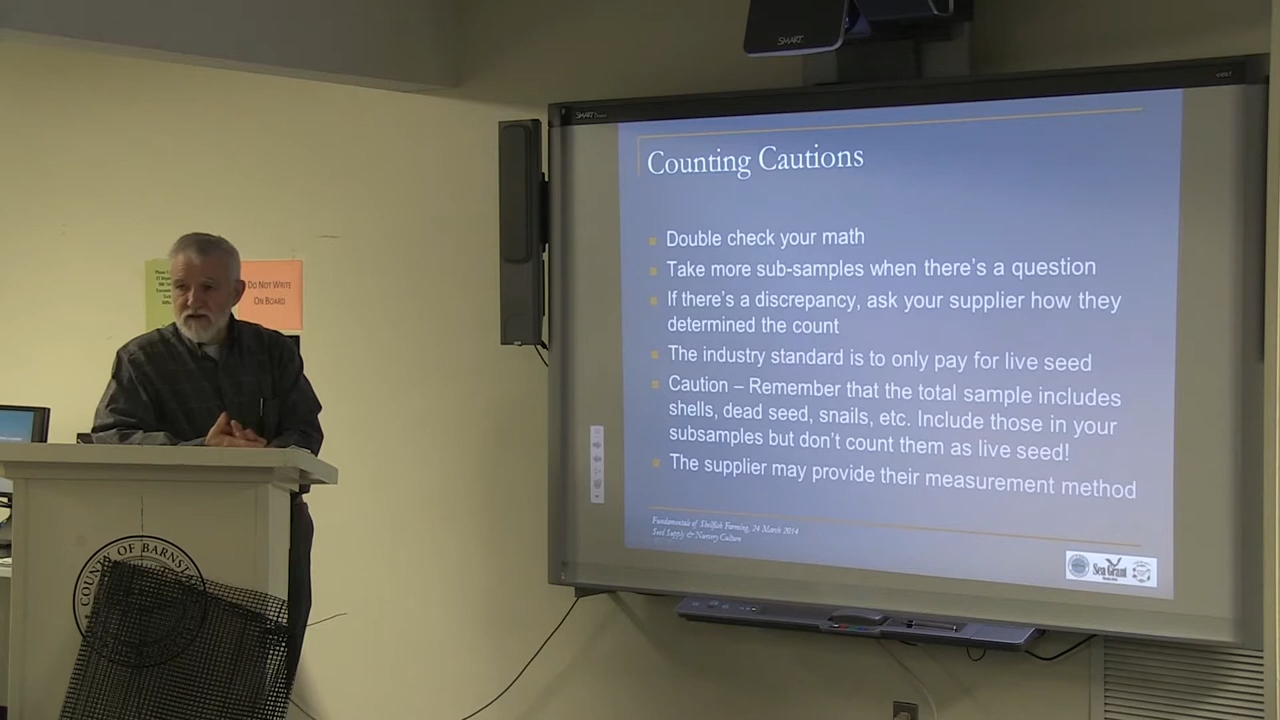 SMART
SMART Board
Counting Cautions
Double check your math
Take more sub-samples when there's a question
If there's a discrepancy, ask your supplier how they
determined the count
The industry standard is to only pay for live seed
Caution – Remember that the total sample includes
shells, dead seed, snails, etc. Include those in your
subsamples but don't count them as live seed!
The supplier may provide their measurement method
Fundamentals of Shellfish Farming, 24 March 2014
Seed Supply & Nursery Culture
Sea Grant
DO NOT WRITE
ON BOARD
COUNTY OF BARNSTA